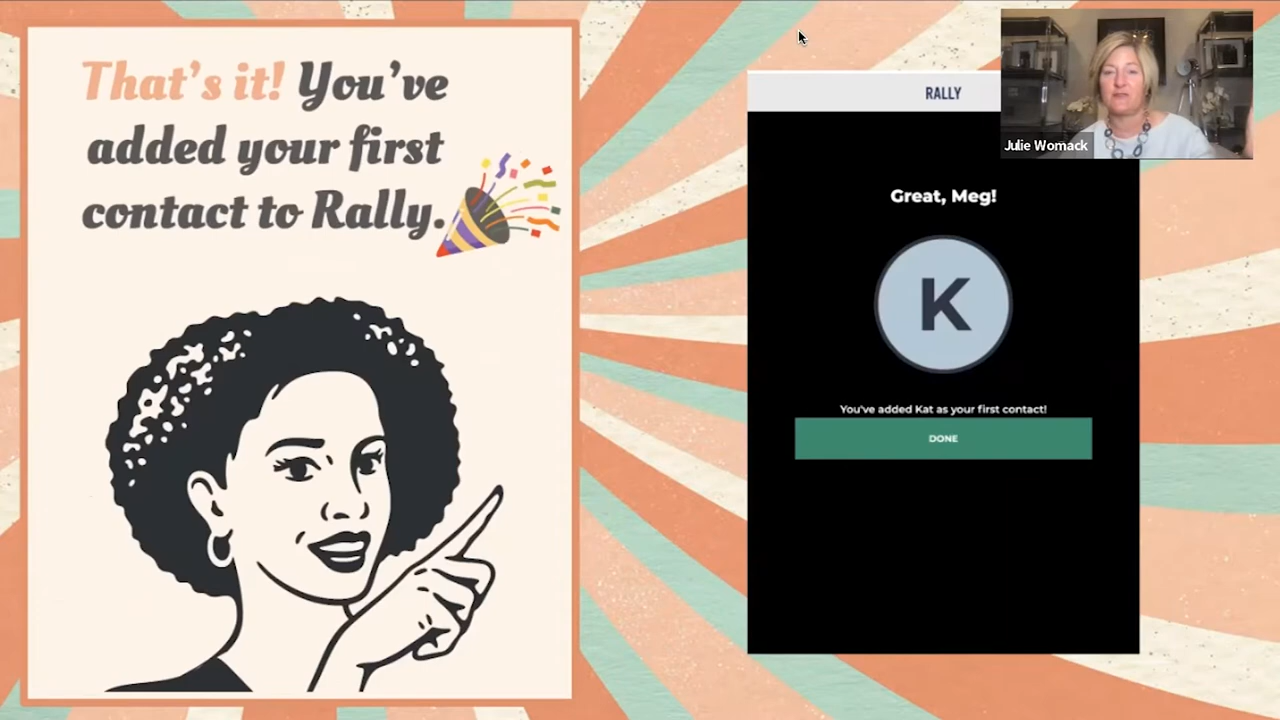 That's it! You've
added your first
contact to Rally.
RALLY
Julie Womack
Great, Meg!
K
You've added Kat as your first contact!
DONE